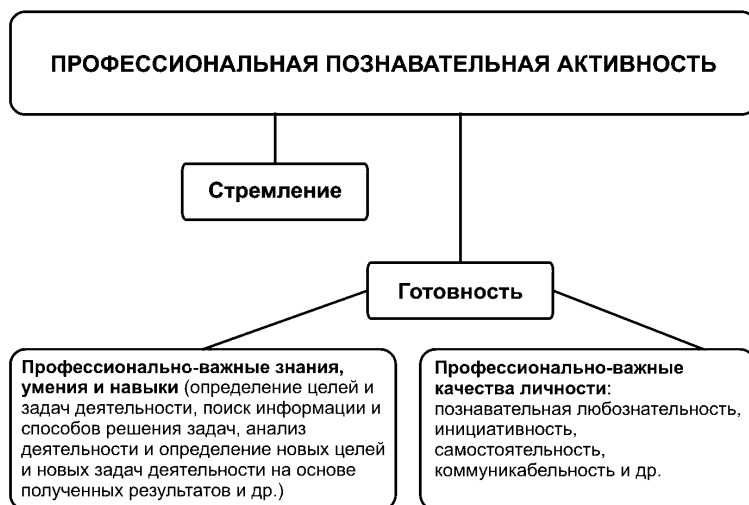 ПРОФЕССИОНАЛЬНАЯ ПОЗНАВАТЕЛЬНАЯ АКТИВНОСТЬ
Стремление
Готовность
Профессионально-важные знания,
умения и навыки (определение целей и
задач деятельности, поиск информации и
способов решения задач, анализ
деятельности и определение новых целей
и новых задач деятельности на основе
полученных результатов и др.)
Профессионально-важные
качества личности:
познавательная любознательность,
инициативность,
самостоятельность,
коммуникабельность и др.